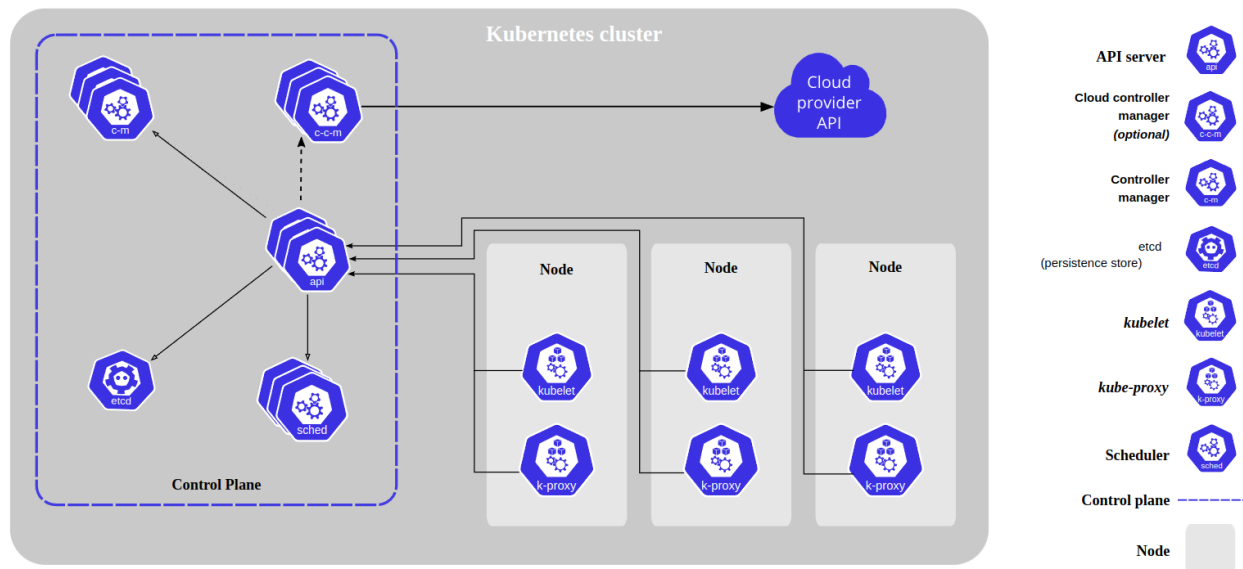 Kubernetes cluster
c-m
c-c-m
Cloud
provider
API
api
etcd
sched
Control Plane
Node
kubelet
k-proxy
Node
kubelet
k-proxy
Node
kubelet
k-proxy
API server
api
Cloud controller
manager
(optional)
c-c-m
Controller
manager
c-m
etcd
(persistence store)
etcd
kubelet
kubelet
kube-proxy
k-proxy
Scheduler
sched
Control plane
Node